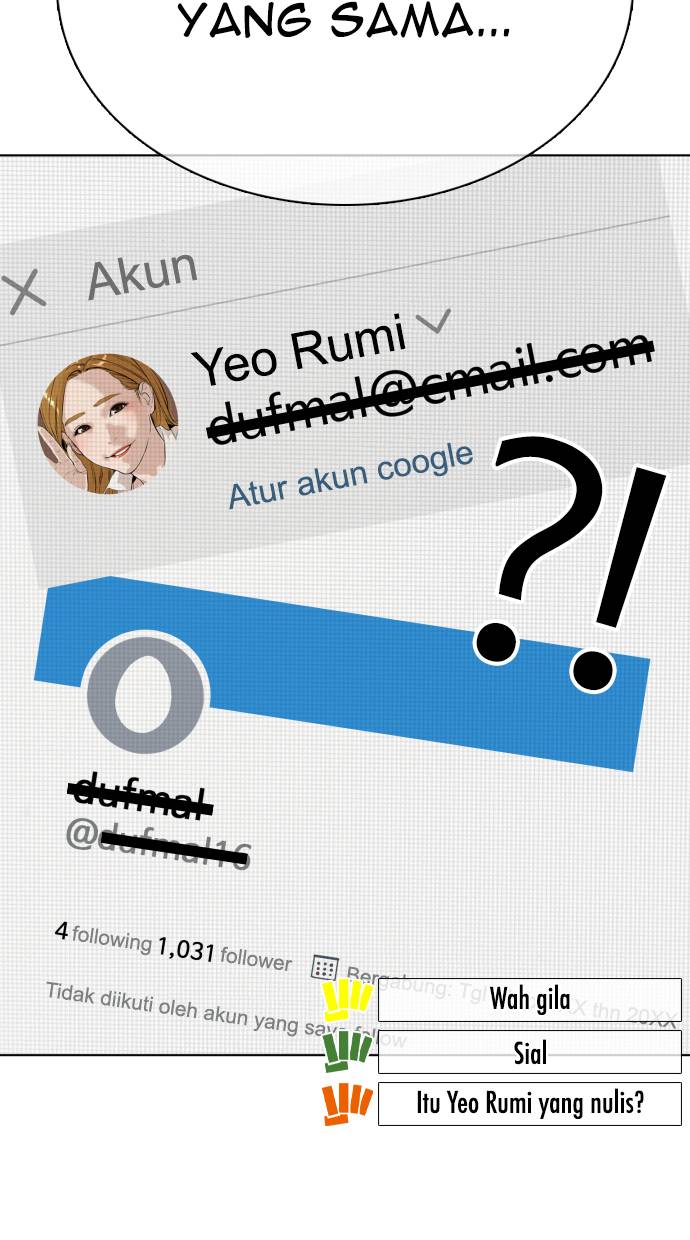 YANG SAMA...
Akun
Yeo Rumi
dufmal@cmail.com
Atur akun coogle
?!
dufmal
@dufmal16
4 following 1,031 follower
Bergabung: Tgl X thn 20XX
Tidak diikuti oleh akun yang saya follow
Wah gila
Sial
Itu Yeo Rumi yang nulis?